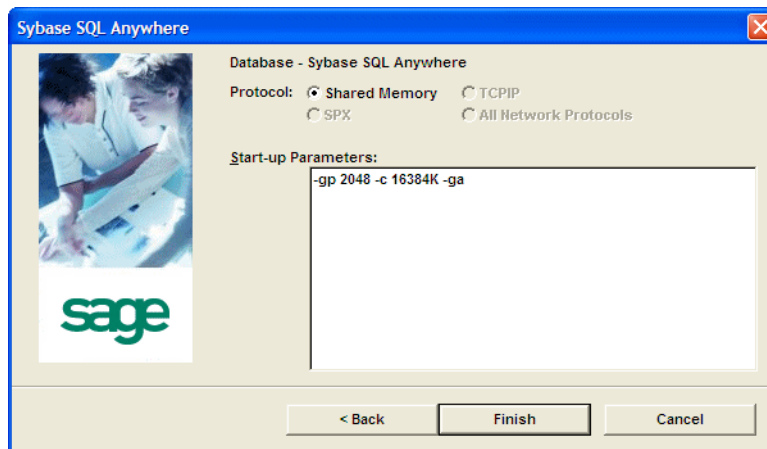 Sybase SQL Anywhere
Database - Sybase SQL Anywhere
Protocol: Shared Memory TCPIP
SPX All Network Protocols
Start-up Parameters:
-gp 2048 -c 16384K -ga
sage
< Back Finish Cancel